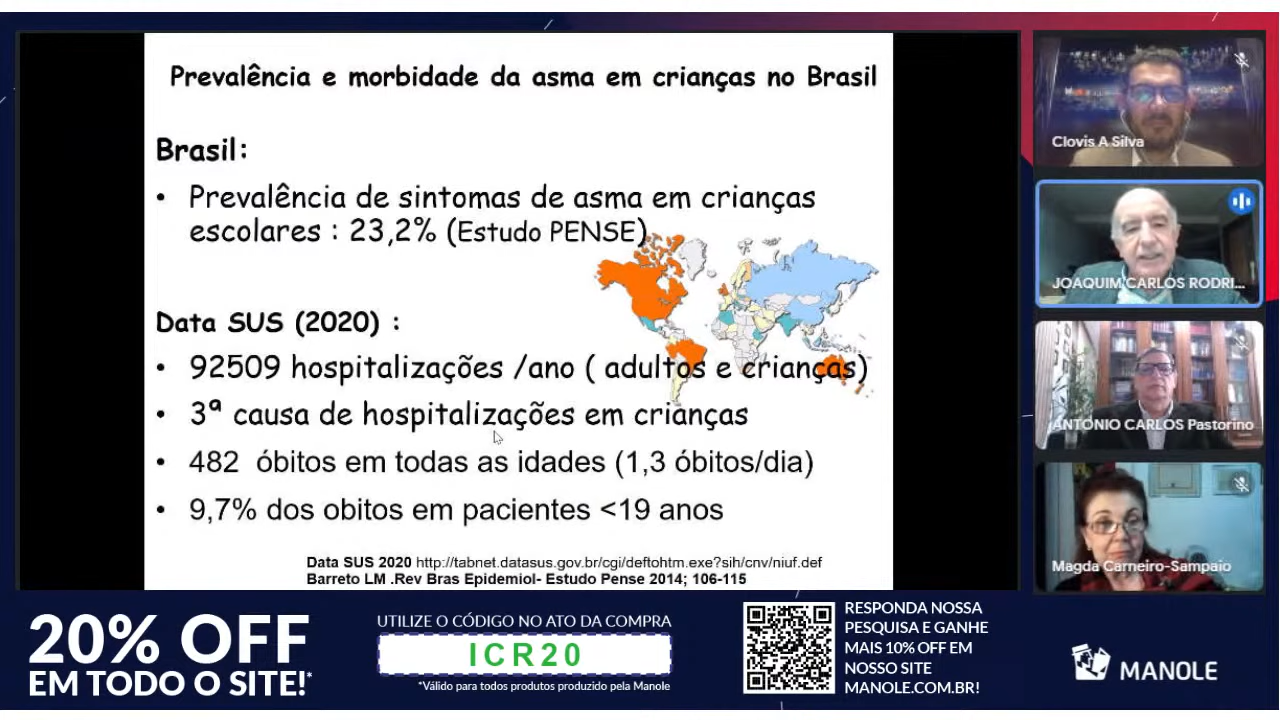 Prevalência e morbidade da asma em crianças no Brasil
Brasil:
• Prevalência de sintomas de asma em crianças
escolares : 23,2% (Estudo PENSE)
Data SUS (2020) :
• 92509 hospitalizações /ano ( adultos e crianças)
• 3ª causa de hospitalizações em crianças
• 482 óbitos em todas as idades (1,3 óbitos/dia)
• 9,7% dos obitos em pacientes <19 anos
Data SUS 2020 http://tabnet.datasus.gov.br/cgi/deftohtm.exe?sih/cnv/niuf.def
Barreto LM .Rev Bras Epidemiol- Estudo Pense 2014; 106-115
Clovis A Silva
JOAQUIM CARLOS RODRI...
ANTONIO CARLOS Pastorino
Magda Carneiro-Sampaio
20% OFF
EM TODO O SITE!*
UTILIZE O CÓDIGO NO ATO DA COMPRA
ICR20
*Válido para todos produtos produzido pela Manole
RESPONDA NOSSA
PESQUISA E GANHE
MAIS 10% OFF EM
NOSSO SITE
MANOLE.COM.BR!
MANOLE